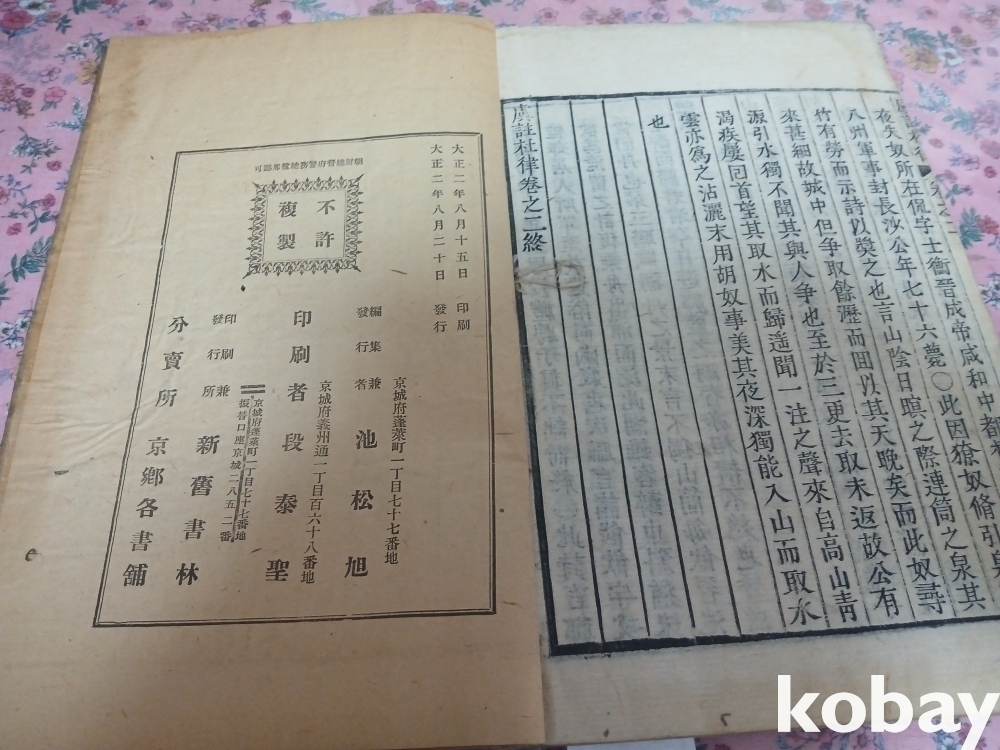 夜失奴所在侃字士衡晉成帝咸和中都
八州軍事封長沙公年七十六薨○此因獠奴脩引泉
竹有勞而示詩以奬之也言山陰日暝之際連筒之泉其
來甚細故城中但爭取餘瀝而囬以其天晚矣而此奴尋
源引水獨不聞其與人爭也至於三更去取未返故公有
渴疾屢囬首望其取水而歸遥聞一注之聲來自高山青
雲亦爲之沾灑末用胡奴事美其夜深獨能入山而取水
也
虞註杜律卷之二終
朝鮮總督府警務總監部認可
不許
複製
大正二年八月十五日 印刷
大正二年八月二十日 發行
京城府蓬萊町一丁目七十七番地
編集兼發行者 池松旭
京城府義州通一丁目百六十八番地
印刷者 段泰聖
京城府蓬萊町一丁目七十七番地
振替口座京城二八五二番
印刷兼發行所 新舊書林
分賣所 京鄕各書舖
kobay